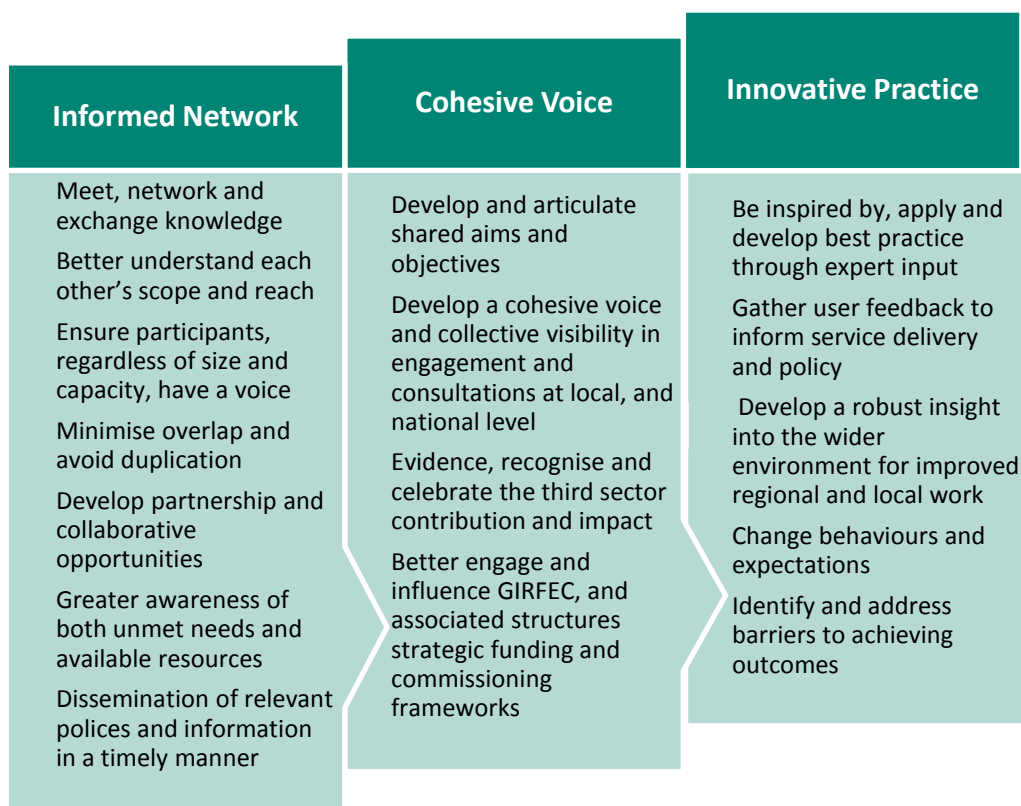 Informed Network
Meet, network and
exchange knowledge
Better understand each
other’s scope and reach
Ensure participants,
regardless of size and
capacity, have a voice
Minimise overlap and
avoid duplication
Develop partnership and
collaborative
opportunities
Greater awareness of
both unmet needs and
available resources
Dissemination of relevant
polices and information
in a timely manner
Cohesive Voice
Develop and articulate
shared aims and
objectives
Develop a cohesive voice
and collective visibility in
engagement and
consultations at local, and
national level
Evidence, recognise and
celebrate the third sector
contribution and impact
Better engage and
influence GIRFEC, and
associated structures
strategic funding and
commissioning
frameworks
Innovative Practice
Be inspired by, apply and
develop best practice
through expert input
Gather user feedback to
inform service delivery
and policy
Develop a robust insight
into the wider
environment for improved
regional and local work
Change behaviours and
expectations
Identify and address
barriers to achieving
outcomes